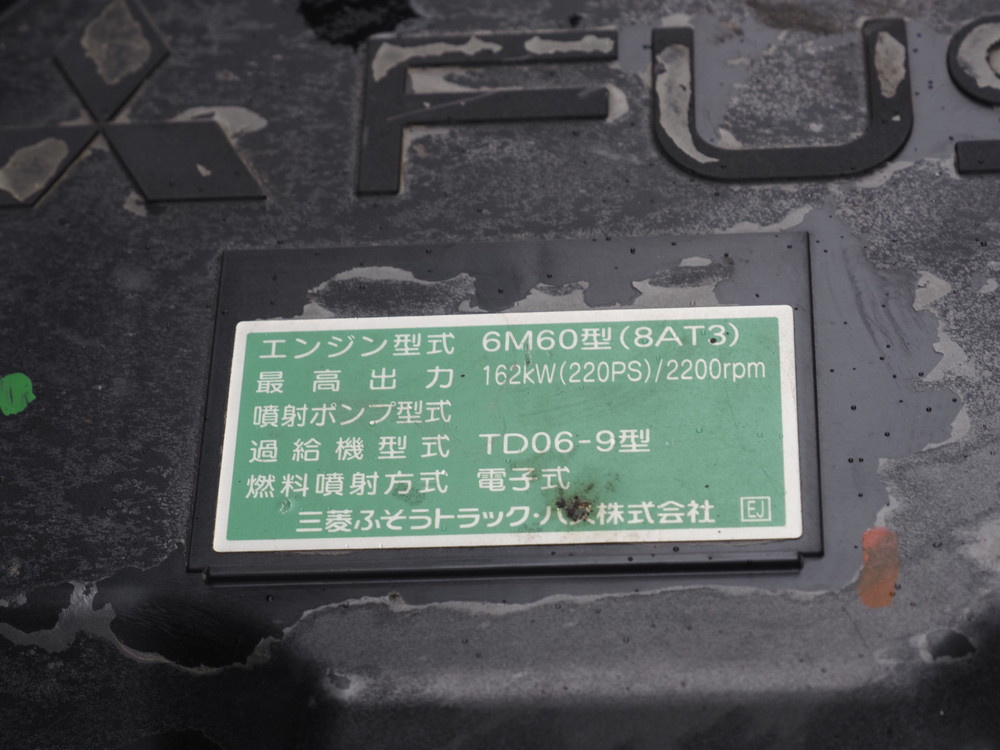 FUS
エンジン型式 6M60型(8AT3)
最高出力 162kW(220PS)/2200rpm
噴射ポンプ型式
過給機型式 TD06-9型
燃料噴射方式 電子式
三菱ふそうトラック・バス株式会社 EJ